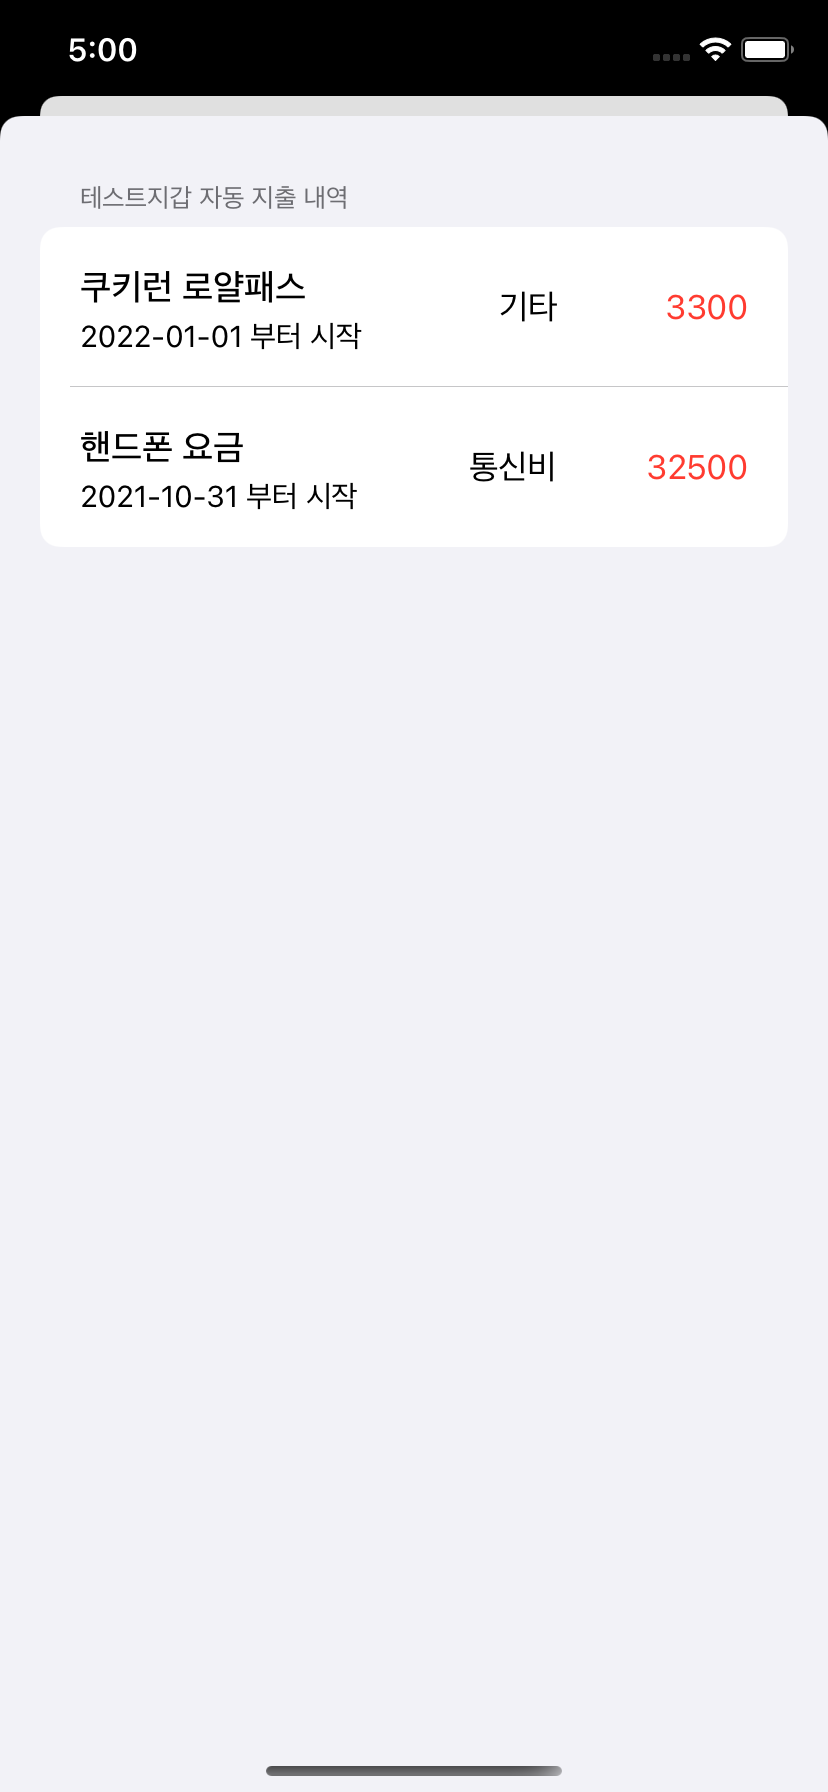 5:00
테스트지갑 자동 지출 내역
쿠키런 로얄패스
2022-01-01 부터 시작
기타
3300
핸드폰 요금
2021-10-31 부터 시작
통신비
32500